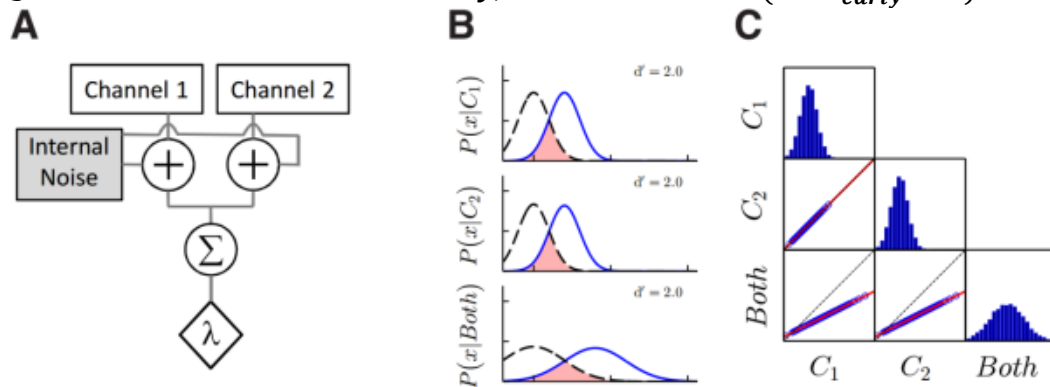 early
A
B
C
Channel 1
Channel 2
Internal
Noise
+
+
Σ
λ
P(x|C₁)
d' = 2.0
P(x|C₂)
d' = 2.0
P(x|Both)
d' = 2.0
C₁
C₂
Both
C₁
C₂
Both